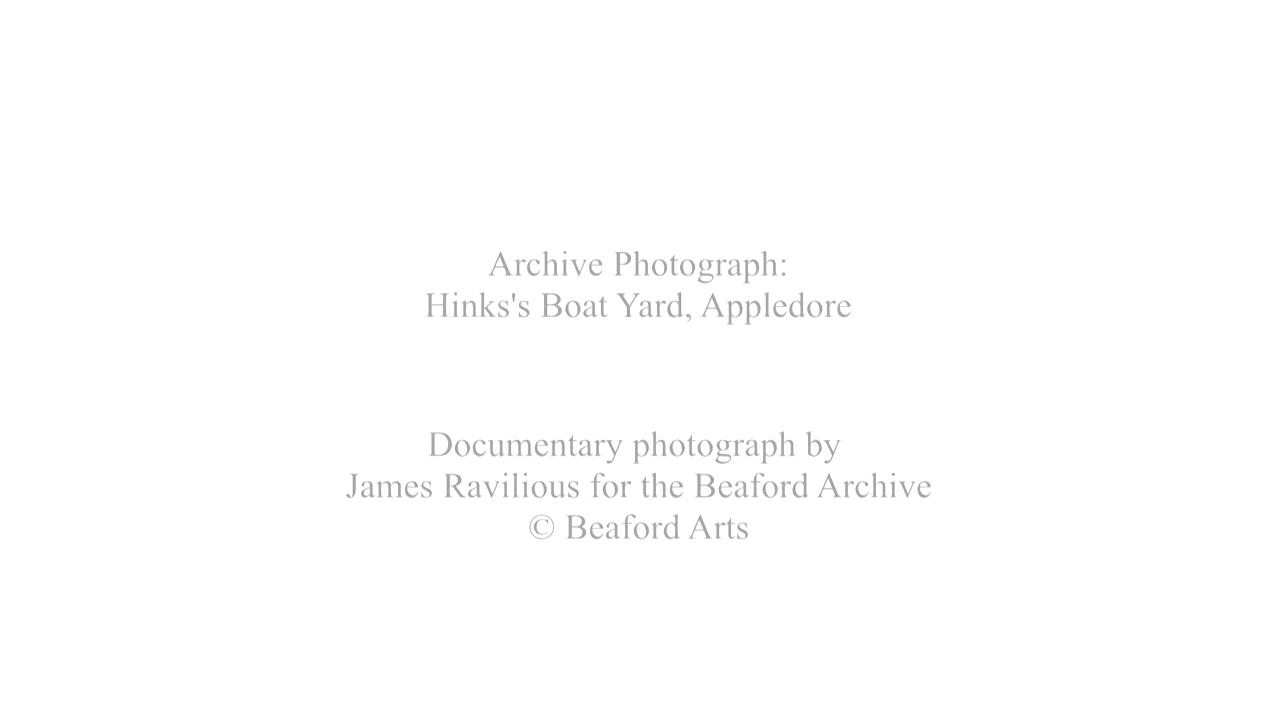 Archive Photograph:
Hinks's Boat Yard, Appledore
Documentary photograph by
James Ravilious for the Beaford Archive
© Beaford Arts